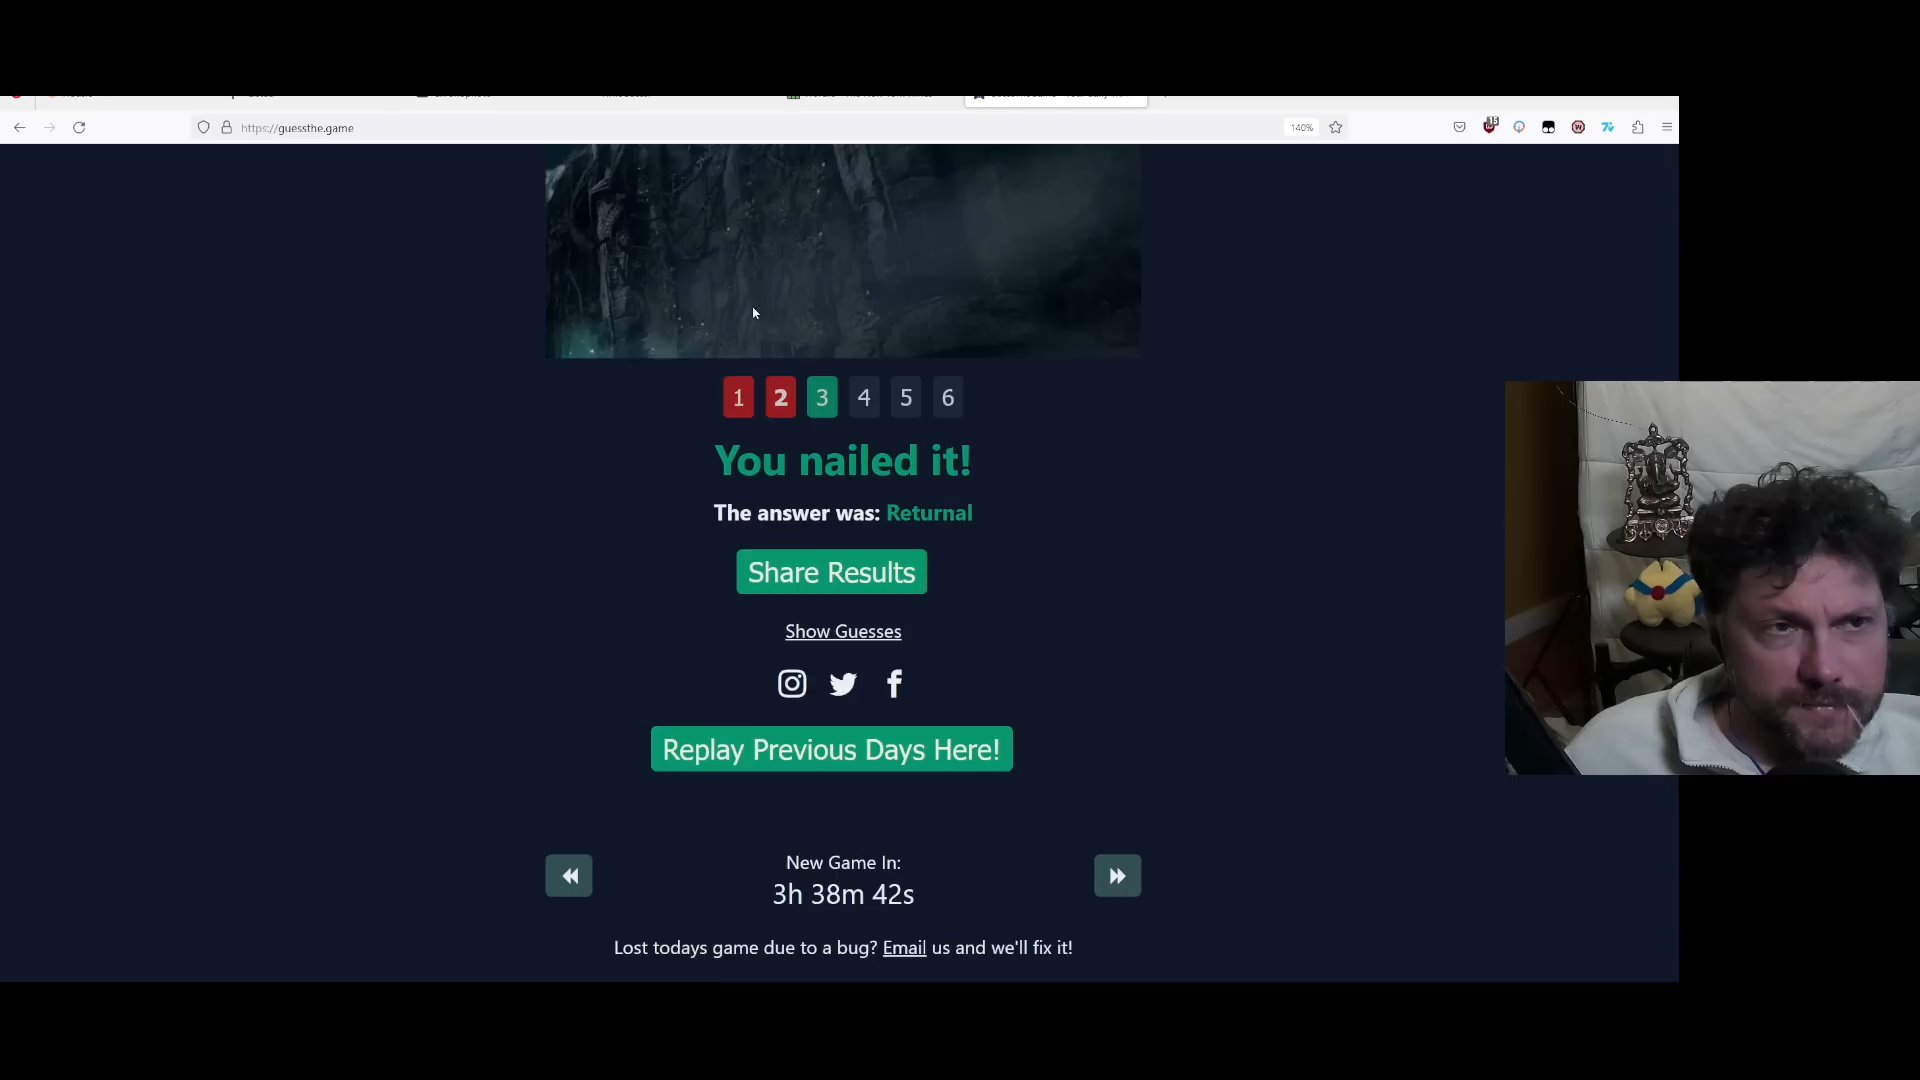 https://guessthe.game
140%
15
1 2 3 4 5 6
You nailed it!
The answer was: Returnal
Share Results
Show Guesses
Replay Previous Days Here!
New Game In:
3h 38m 42s
Lost todays game due to a bug? Email us and we'll fix it!